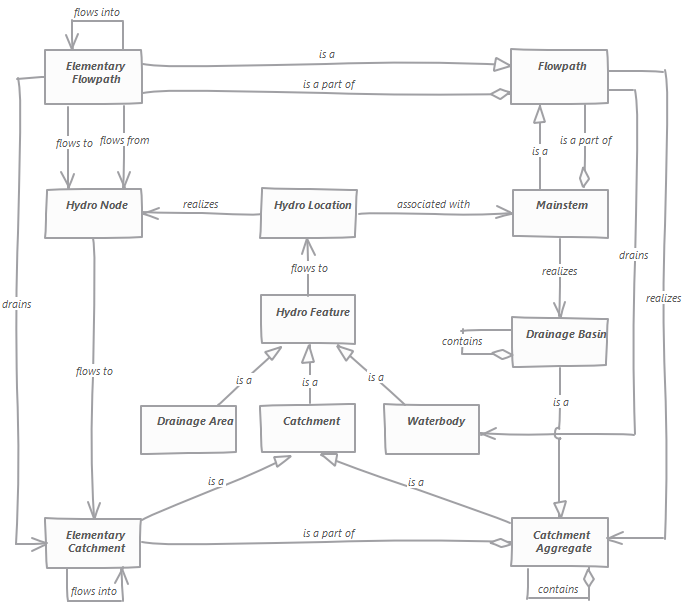 flows into
is a
Elementary
Flowpath
Flowpath
is a part of
flows to
flows from
is a
is a part of
Hydro Node
realizes
Hydro Location
associated with
Mainstem
drains
flows to
realizes
realizes
drains
Hydro Feature
contains
Drainage Basin
flows to
is a
is a
is a
is a
Drainage Area
Catchment
Waterbody
is a
is a
Elementary
Catchment
is a part of
Catchment
Aggregate
flows into
contains